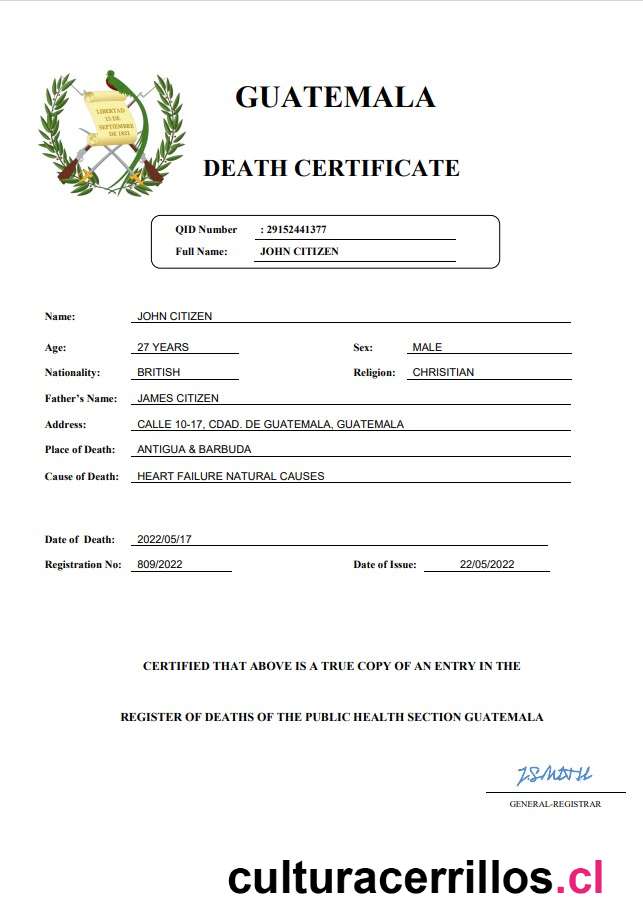 LIBERTAD
15 DE
SEPTIEMBRE
DE 1821
GUATEMALA
DEATH CERTIFICATE
QID Number : 29152441377
Full Name: JOHN CITIZEN
Name: JOHN CITIZEN
Age: 27 YEARS Sex: MALE
Nationality: BRITISH Religion: CHRISITIAN
Father's Name: JAMES CITIZEN
Address: CALLE 10-17, CDAD. DE GUATEMALA, GUATEMALA
Place of Death: ANTIGUA & BARBUDA
Cause of Death: HEART FAILURE NATURAL CAUSES
Date of Death: 2022/05/17
Registration No: 809/2022 Date of Issue: 22/05/2022
CERTIFIED THAT ABOVE IS A TRUE COPY OF AN ENTRY IN THE
REGISTER OF DEATHS OF THE PUBLIC HEALTH SECTION GUATEMALA
J.SMITH
GENERAL-REGISTRAR
culturacerrillos.cl